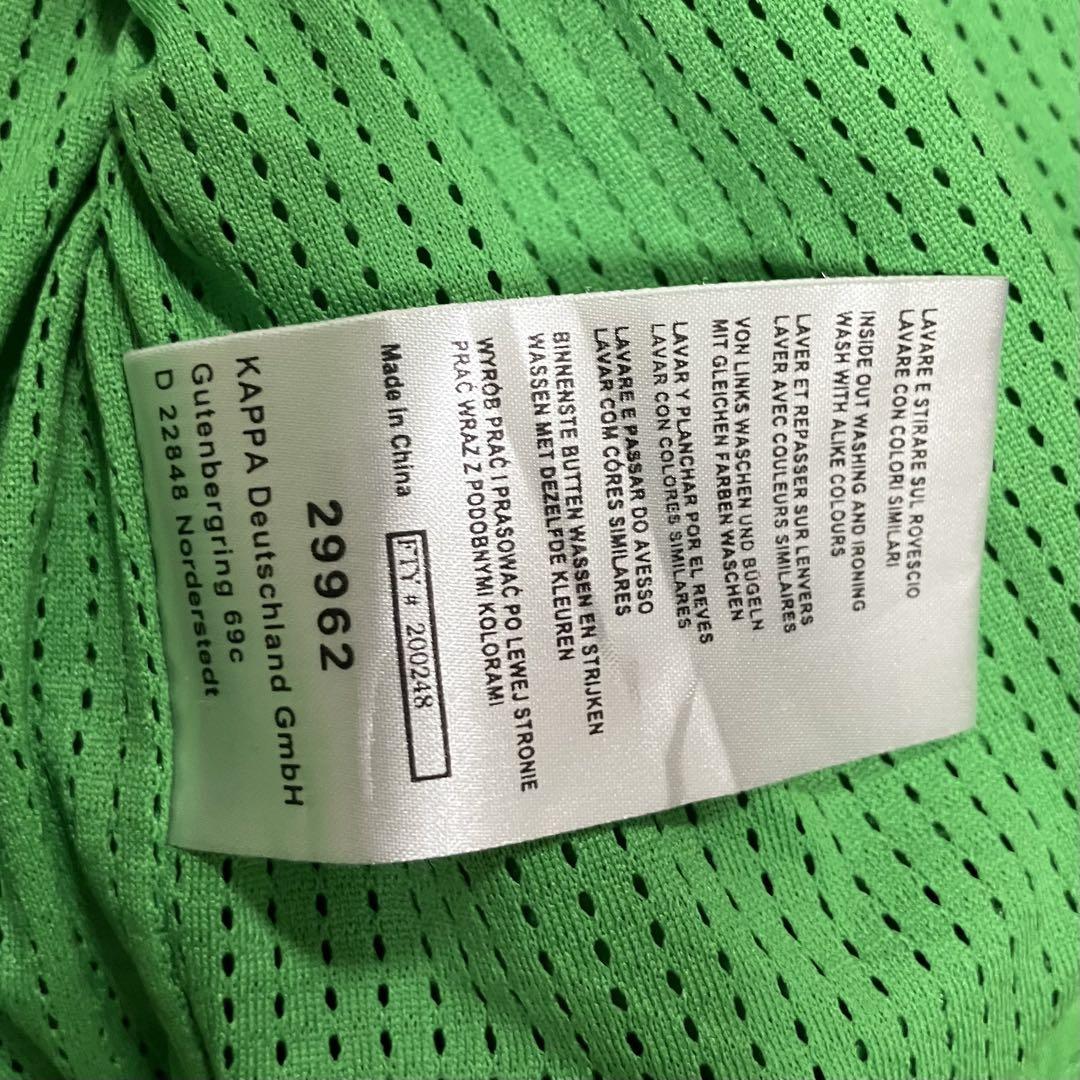 LAVARE E STIRARE SUL ROVESCIO
LAVARE CON COLORI SIMILARI
INSIDE OUT WASHING AND IRONING
WASH WITH ALIKE COLOURS
LAVER ET REPASSER SUR LENVERS
LAVER AVEC COULEURS SIMILAIRES
VON LINKS WASCHEN UND BÜGELN
MIT GLEICHEN FARBEN WASCHEN
LAVAR Y PLANCHAR POR EL REVES
LAVAR CON COLORES SIMILARES
LAVARE E PASSAR DO AVESSO
LAVAR COM CÓRES SIMILARES
BINNENSTE BUTTEN WASSEN EN STRIJKEN
WASSEN MET DEZELFDE KLEUREN
WYRÓB PRAĆ I PRASOWAĆ PO LEWEJ STRONIE
PRAĆ WRAZ Z PODOBNYMI KOLORAMI
Made in China FTY # 200248
29962
KAPPA Deutschland GmbH
Gutenbergring 69c
D 22848 Norderstedt